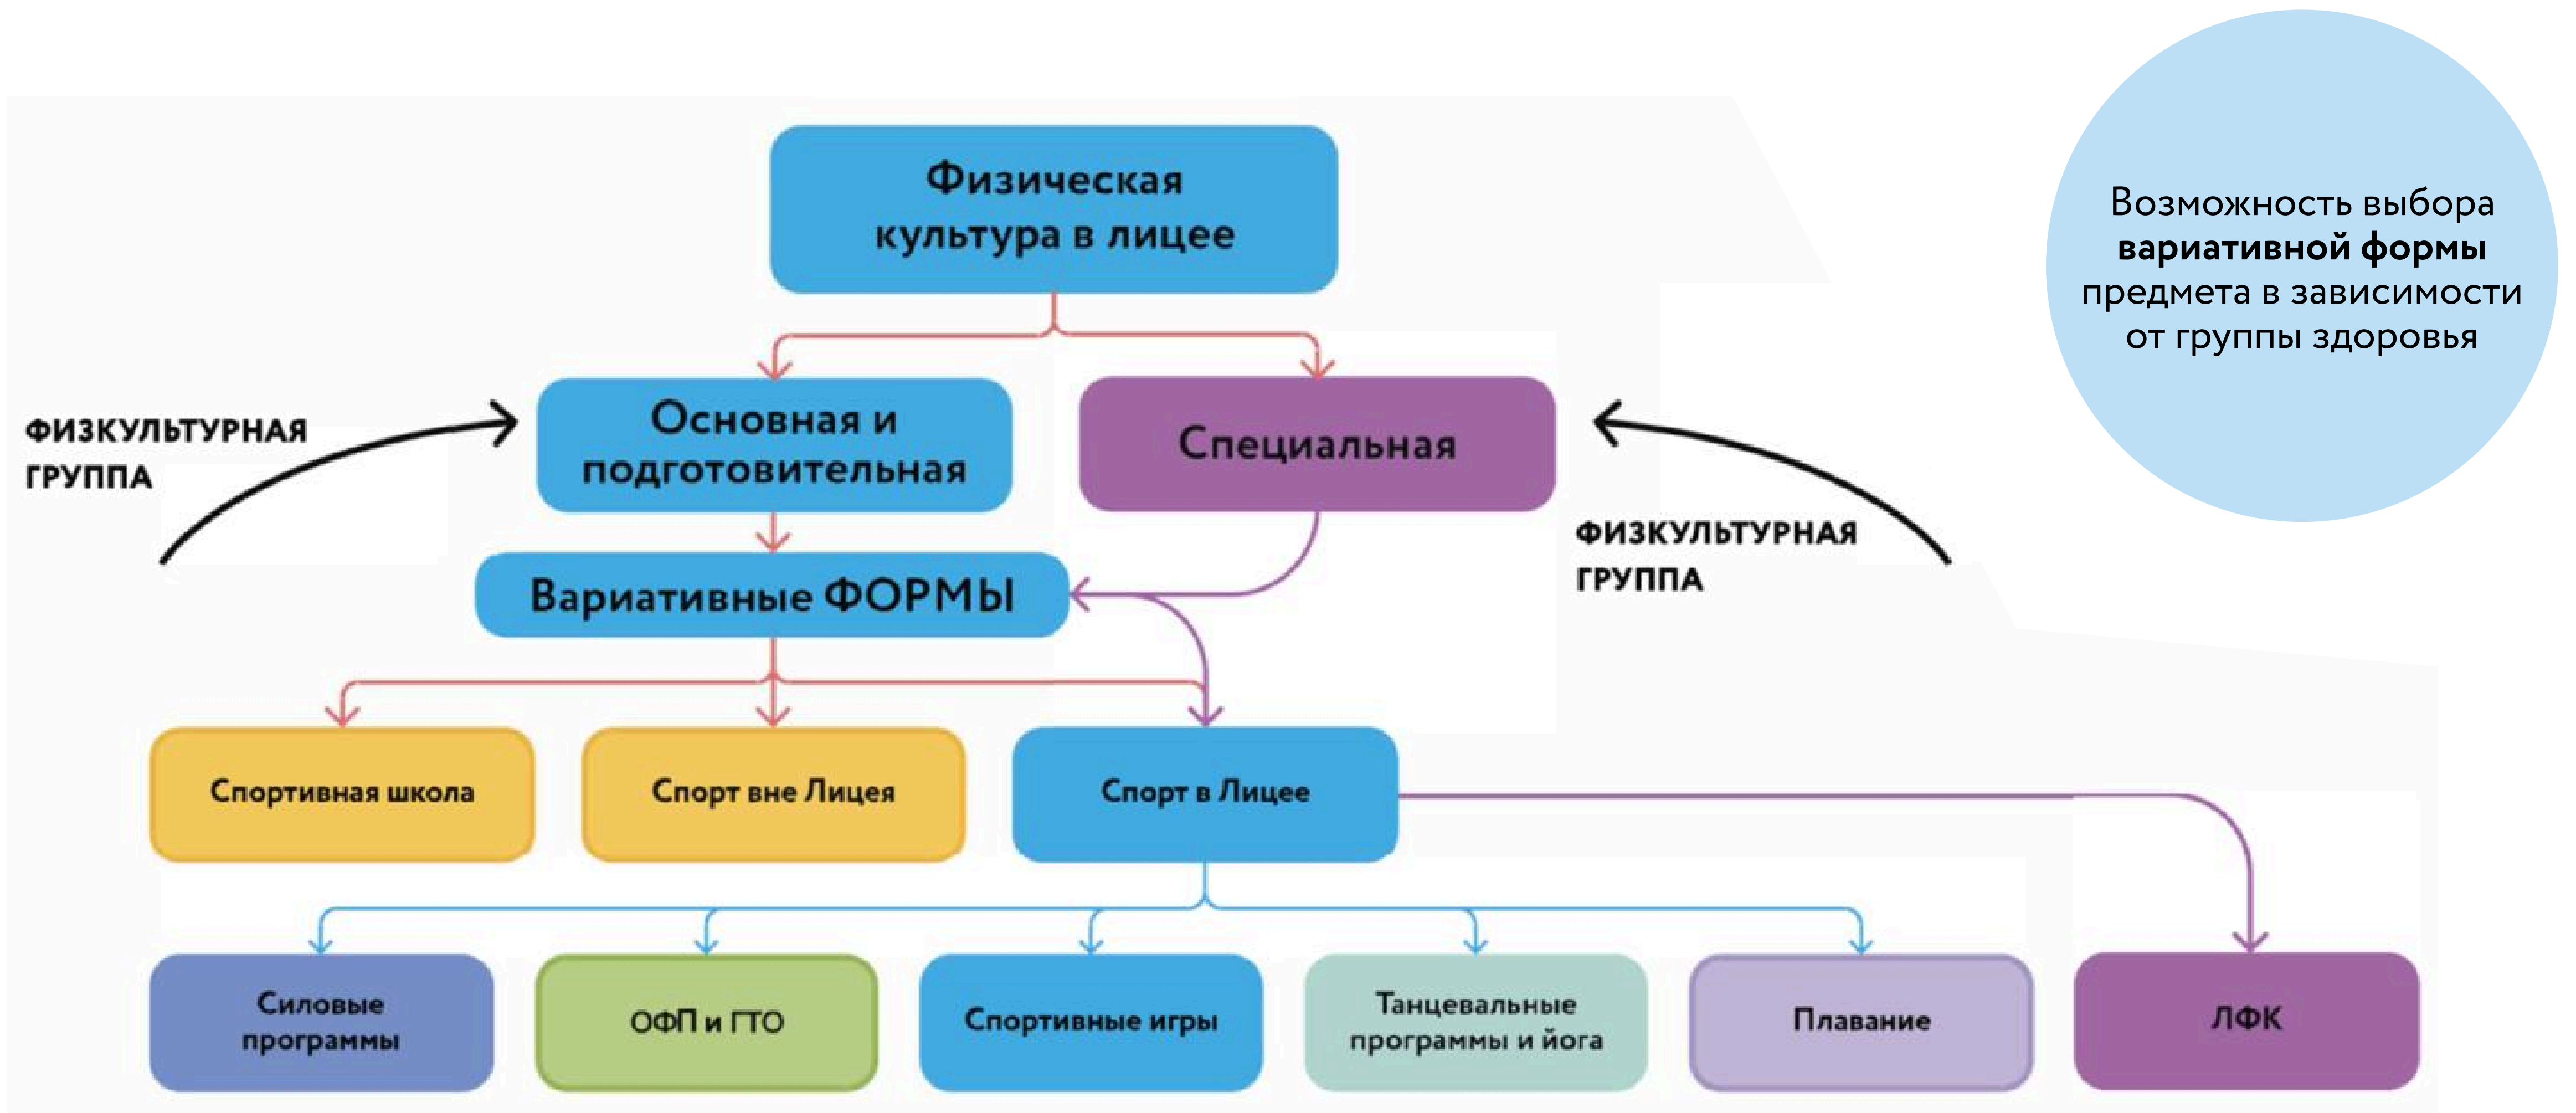 Физическая
культура в лицее
Возможность выбора
вариативной формы
предмета в зависимости
от группы здоровья
ФИЗКУЛЬТУРНАЯ
ГРУППА
Основная и
подготовительная
Специальная
ФИЗКУЛЬТУРНАЯ
ГРУППА
Вариативные ФОРМЫ
Спортивная школа
Спорт вне Лицея
Спорт в Лицее
Силовые
программы
ОФП и ГТО
Спортивные игры
Танцевальные
программы и йога
Плавание
ЛФК